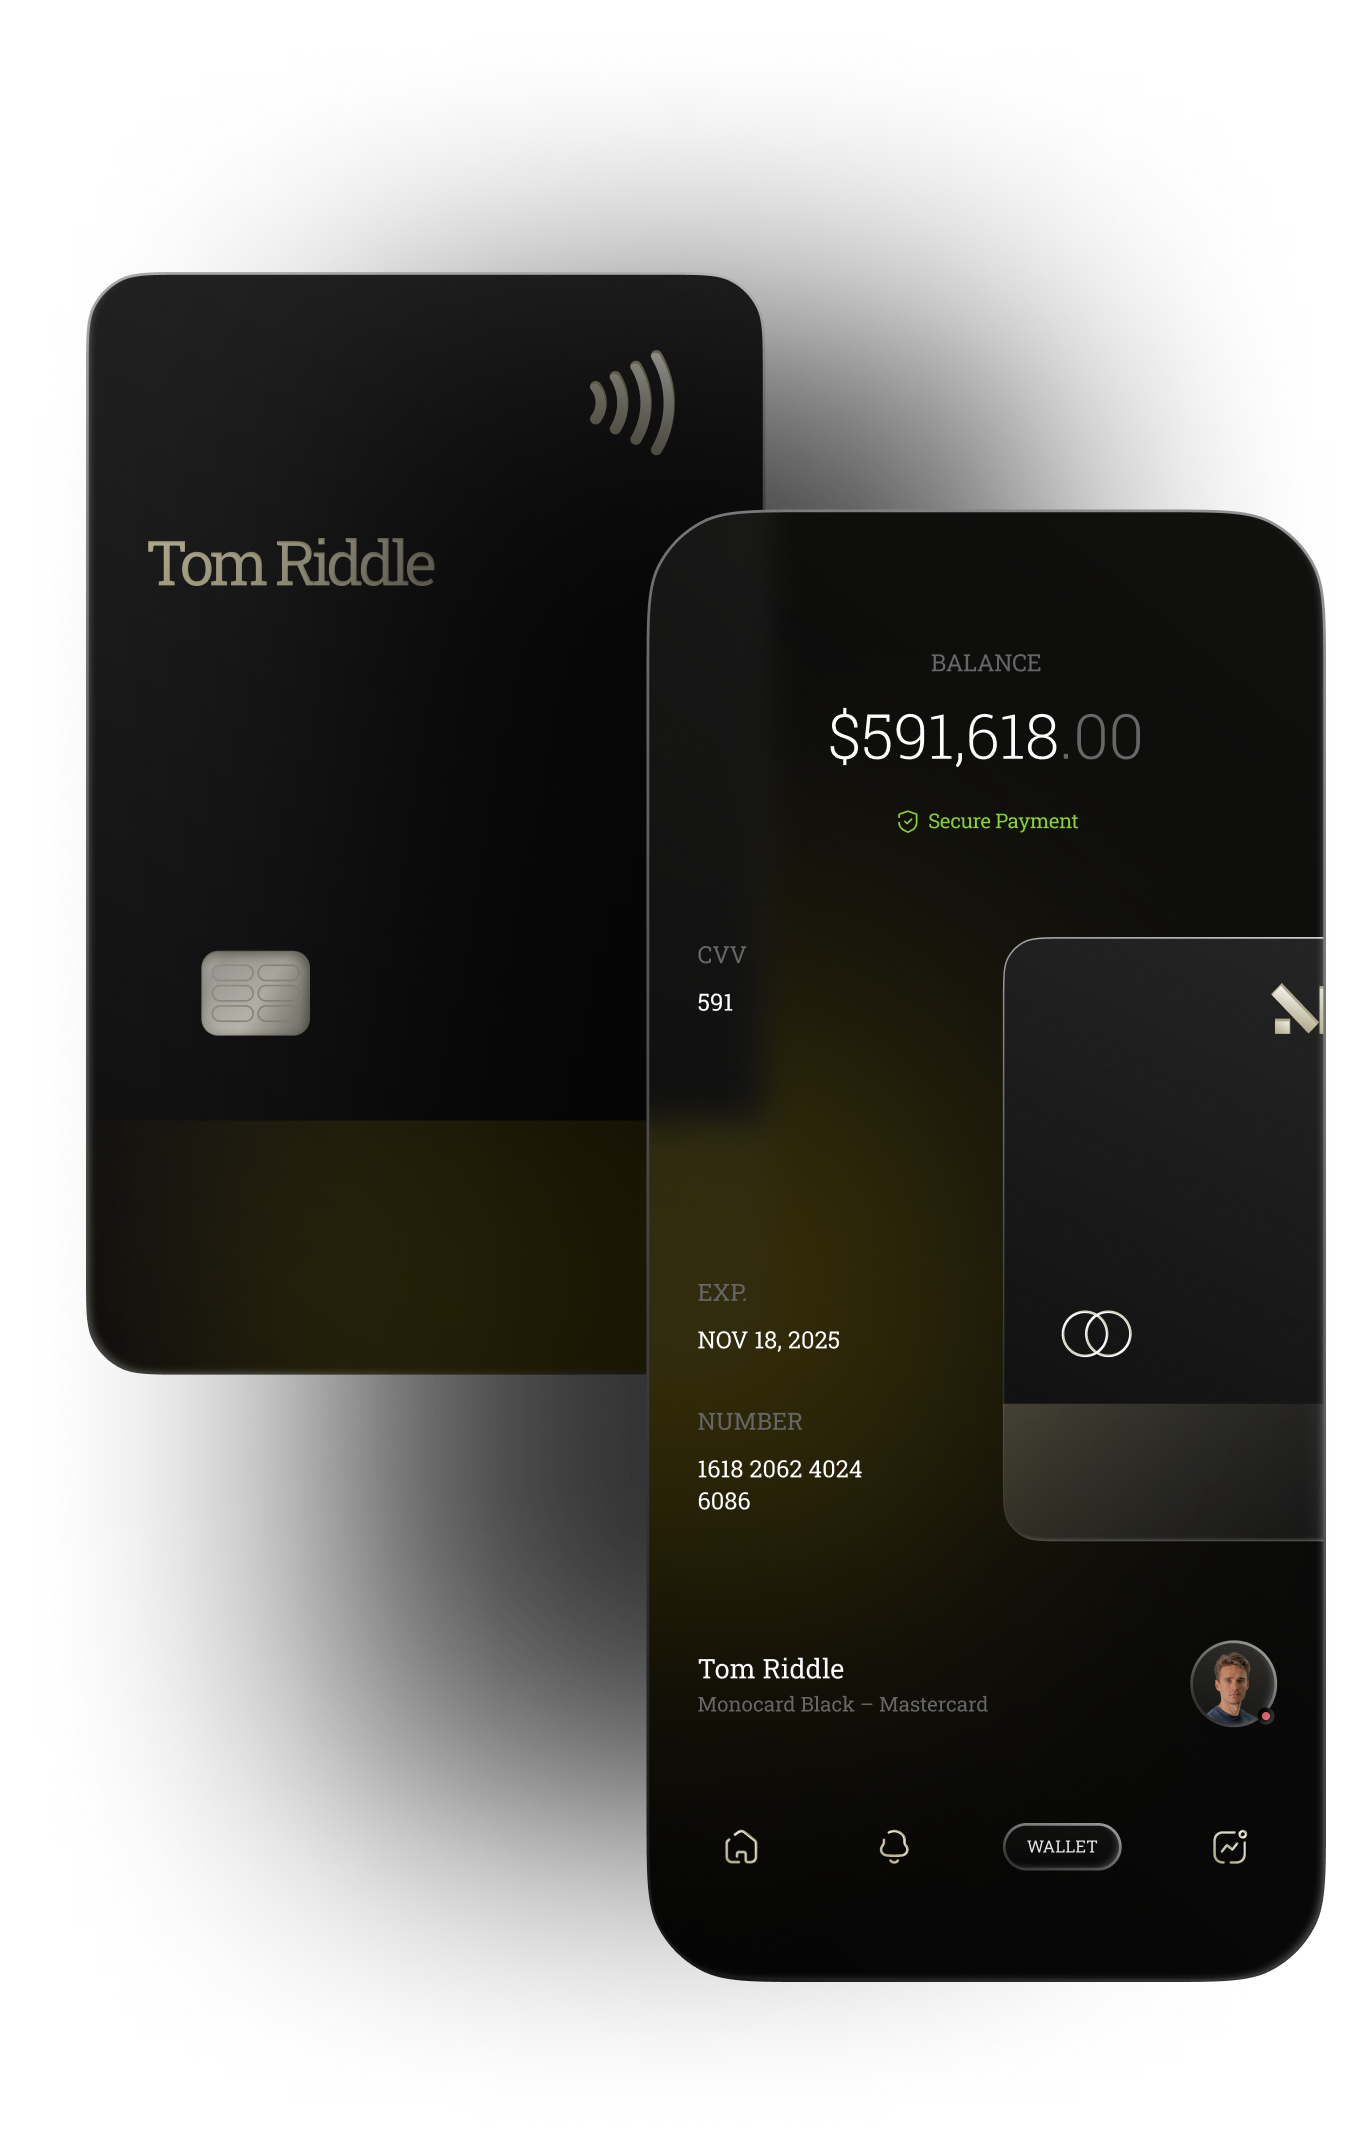 Tom Riddle
BALANCE
$591,618.00
Secure Payment
CVV
591
EXP.
NOV 18, 2025
NUMBER
1618 2062 4024
6086
Tom Riddle
Monocard Black – Mastercard
WALLET